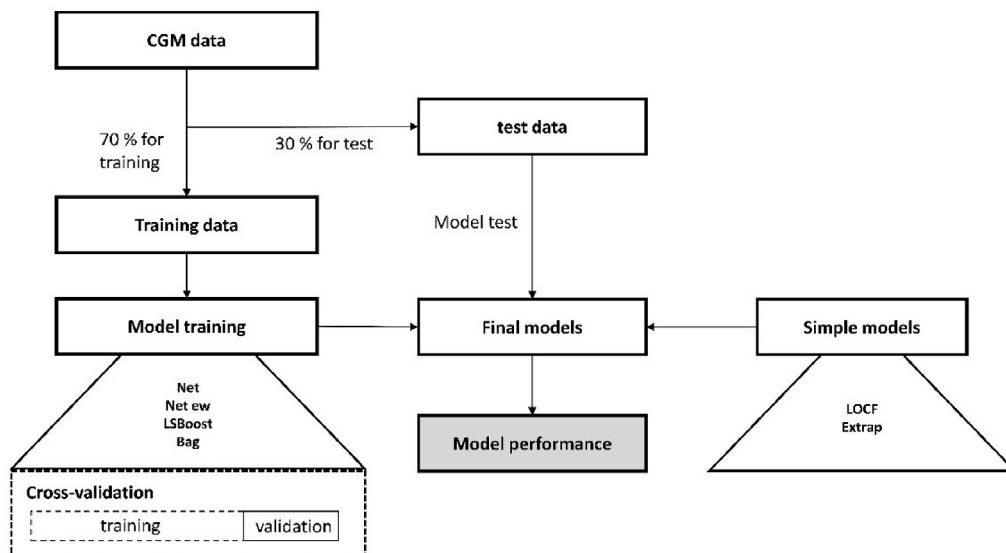 CGM data
70 % for
training
30 % for test
test data
Training data
Model test
Model training
Final models
Simple models
Net
Net ew
LSBoost
Bag
LOCF
Extrap
Model performance
Cross-validation
training
validation